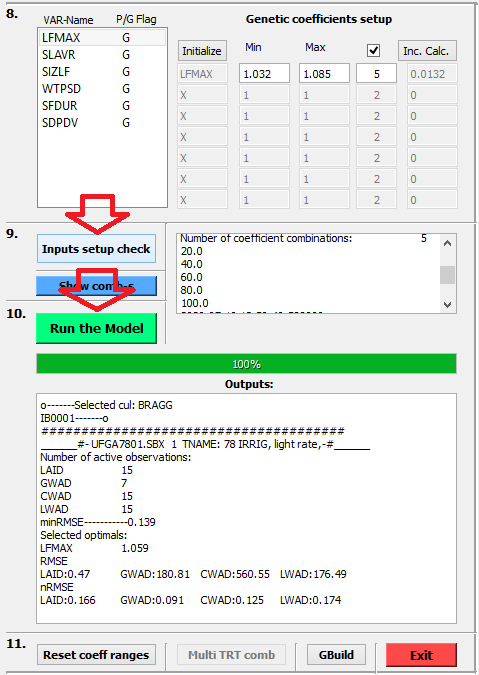 8.
VAR-Name P/G Flag
Genetic coefficients setup
LFMAX G
SLAVR G
SIZLF G
WTPSD G
SFDUR G
SDPDV G
Initialize Min Max Inc. Calc.
LFMAX 1.032 1.085 5 0.0132
X 1 1 2 0
X 1 1 2 0
X 1 1 2 0
X 1 1 2 0
X 1 1 2 0
X 1 1 2 0
9.
Inputs setup check
Show comb-s
Number of coefficient combinations: 5
20.0
40.0
60.0
80.0
100.0
10.
Run the Model
100%
Outputs:
o-------Selected cul: BRAGG
IB0001-------o
#######################################
______#- UFGA7801.SBX 1 TNAME: 78 IRRIG, light rate,-#______
Number of active observations:
LAID 15
GWAD 7
CWAD 15
LWAD 15
minRMSE-----------0.139
Selected optimals:
LFMAX 1.059
RMSE
LAID:0.47 GWAD:180.81 CWAD:560.55 LWAD:176.49
nRMSE
LAID:0.166 GWAD:0.091 CWAD:0.125 LWAD:0.174
11.
Reset coeff ranges Multi TRT comb GBuild Exit